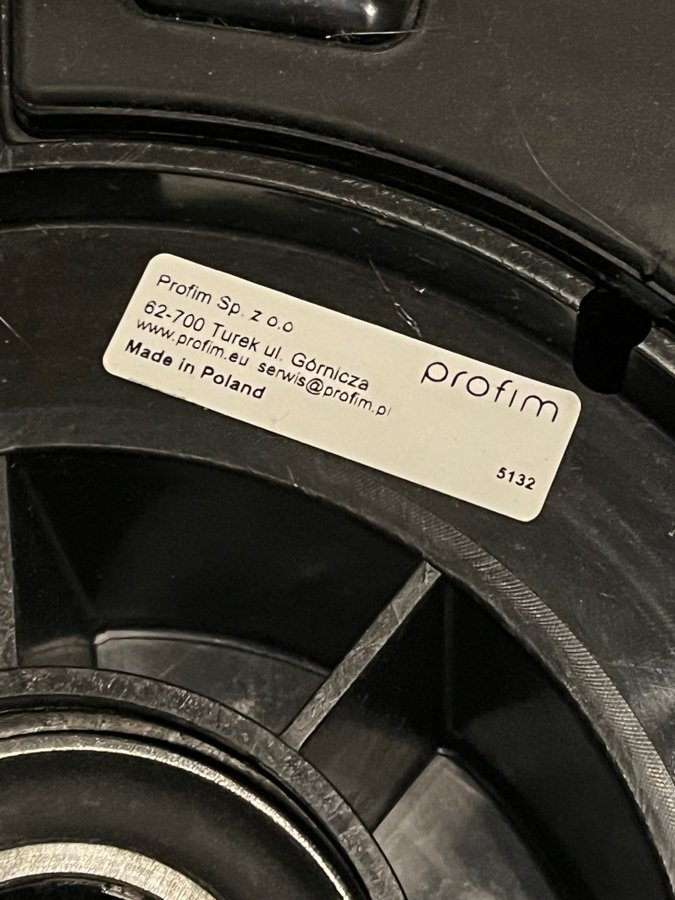 Profim Sp. z o.o
62-700 Turek ul. Górnicza
www.profim.eu serwis@profim.pl
Made in Poland
profim
5132